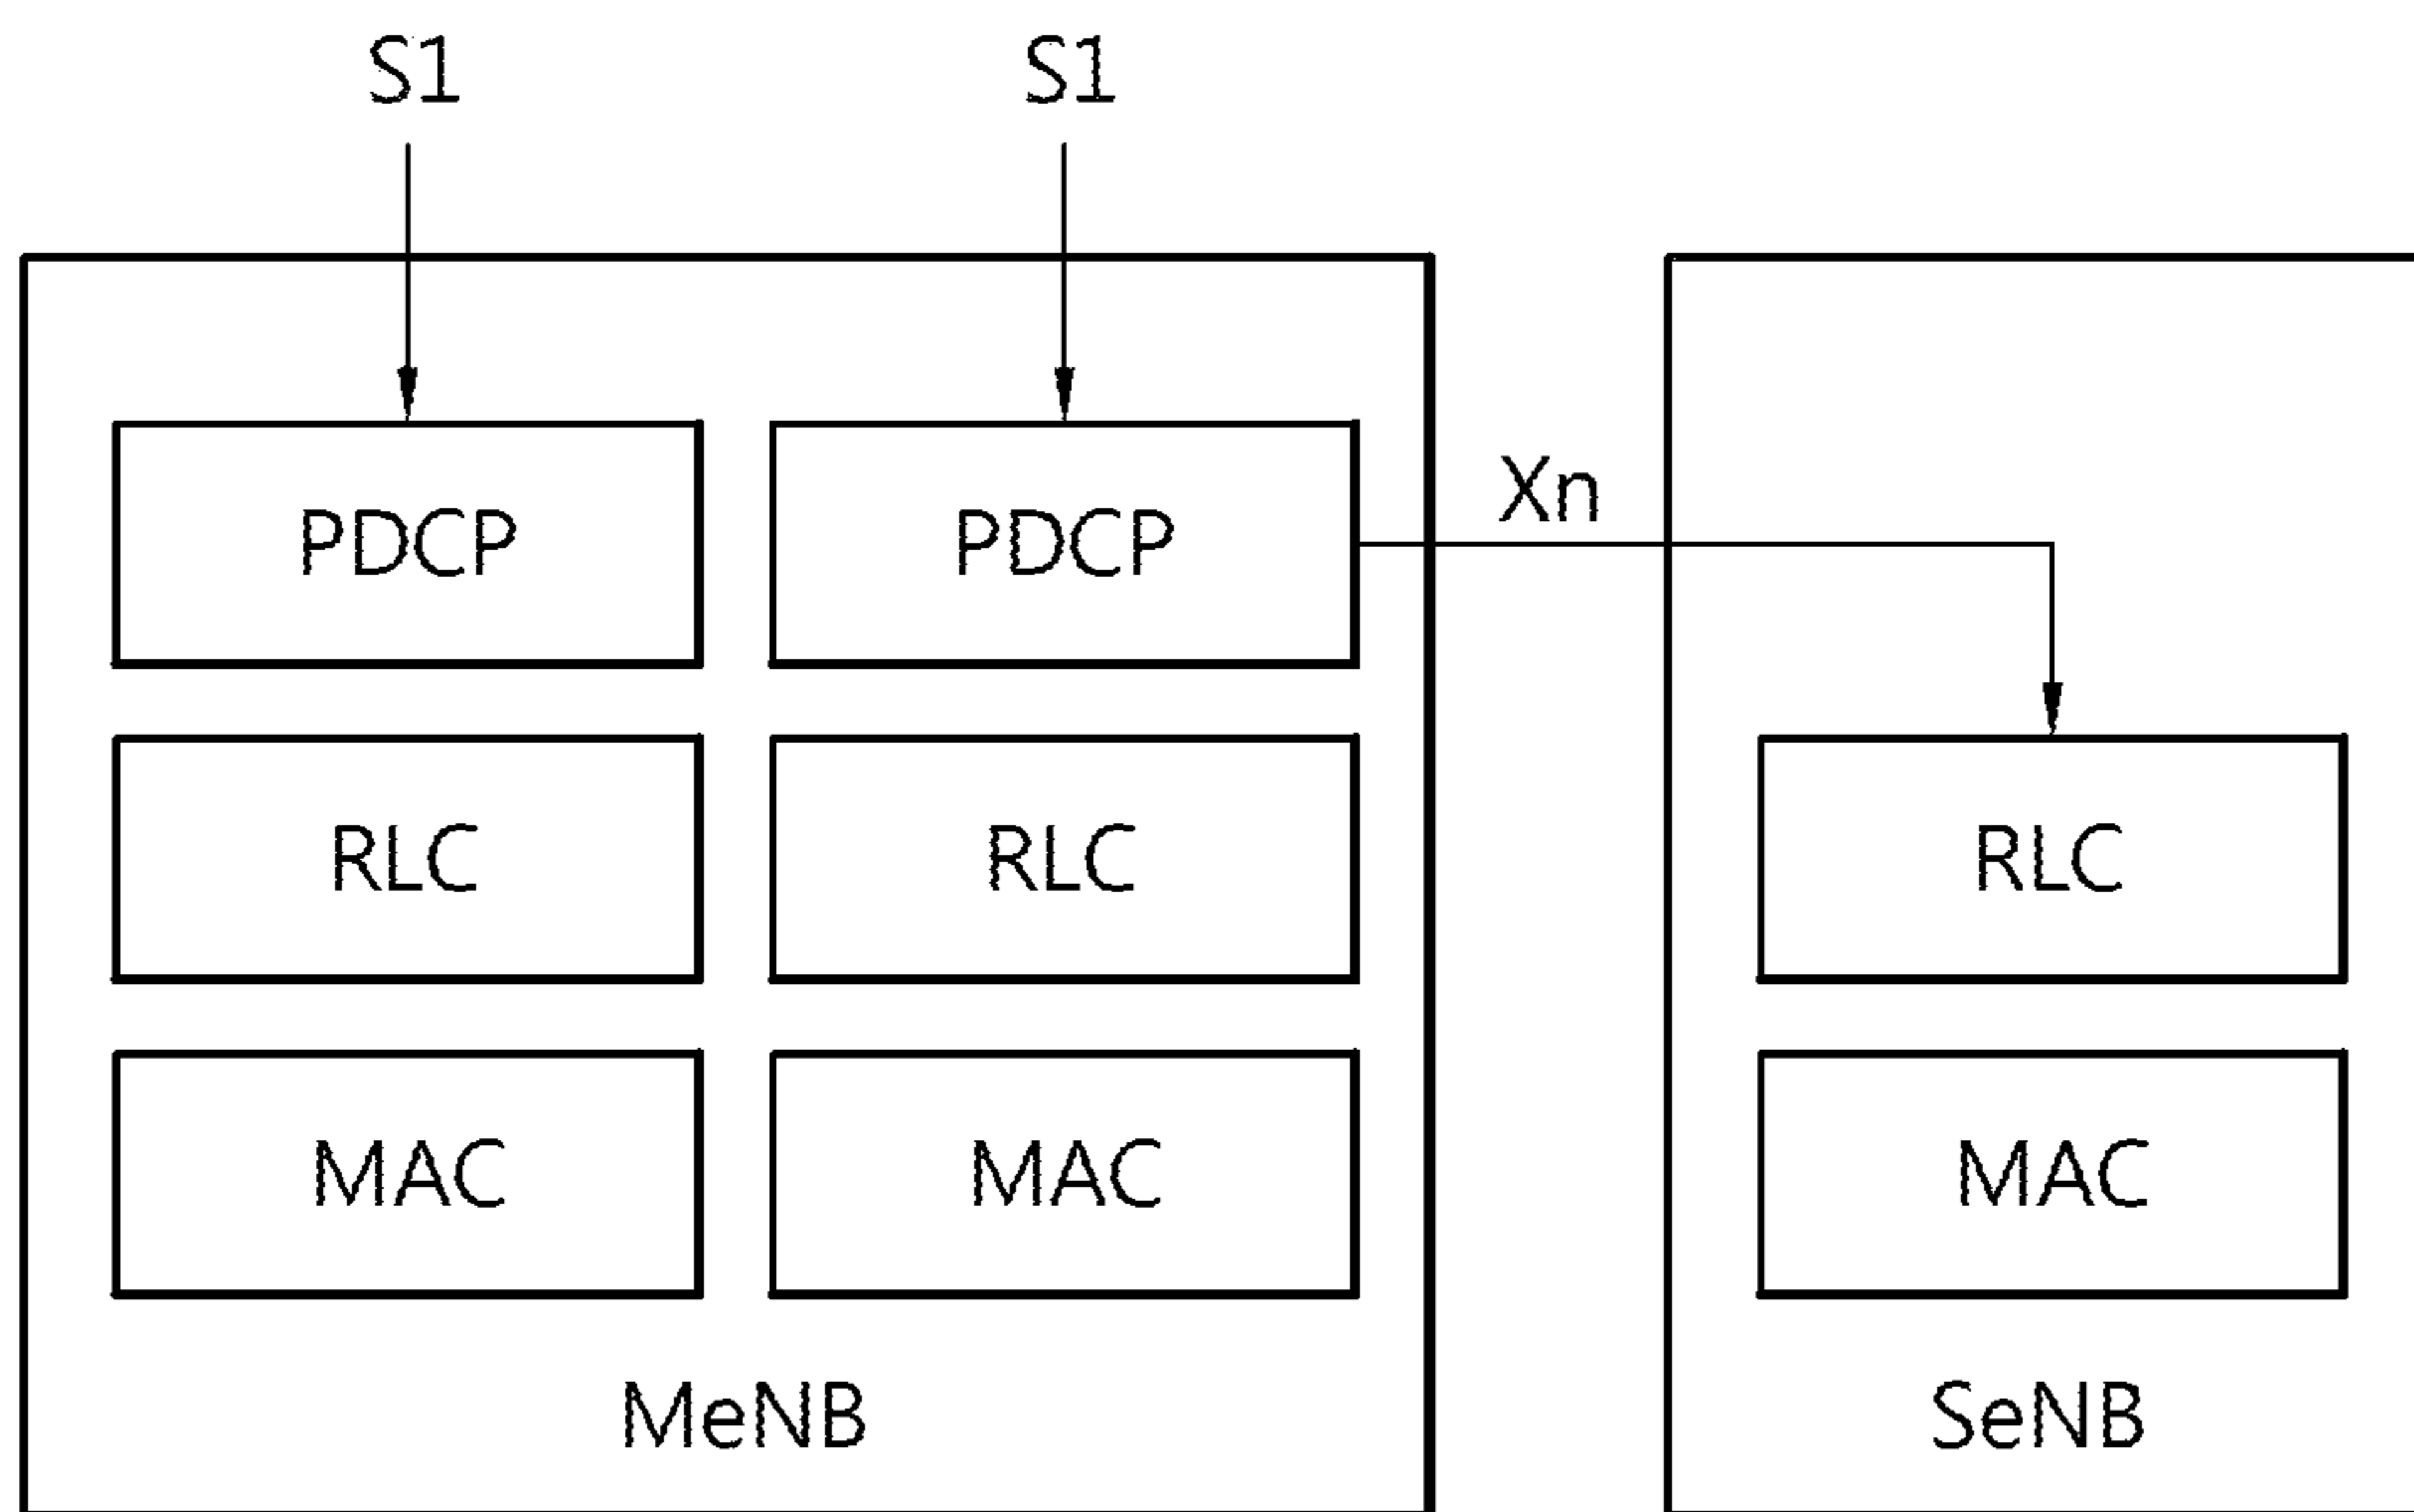 S1 S1
Xn
PDCP PDCP
RLC RLC RLC
MAC MAC MAC
MeNB SeNB